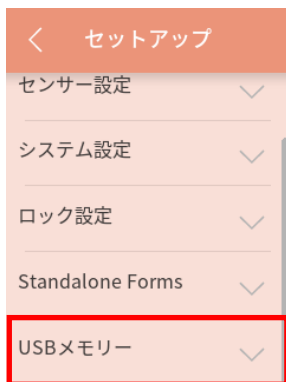 セットアップ
センサー設定
システム設定
ロック設定
Standalone Forms
USBメモリー